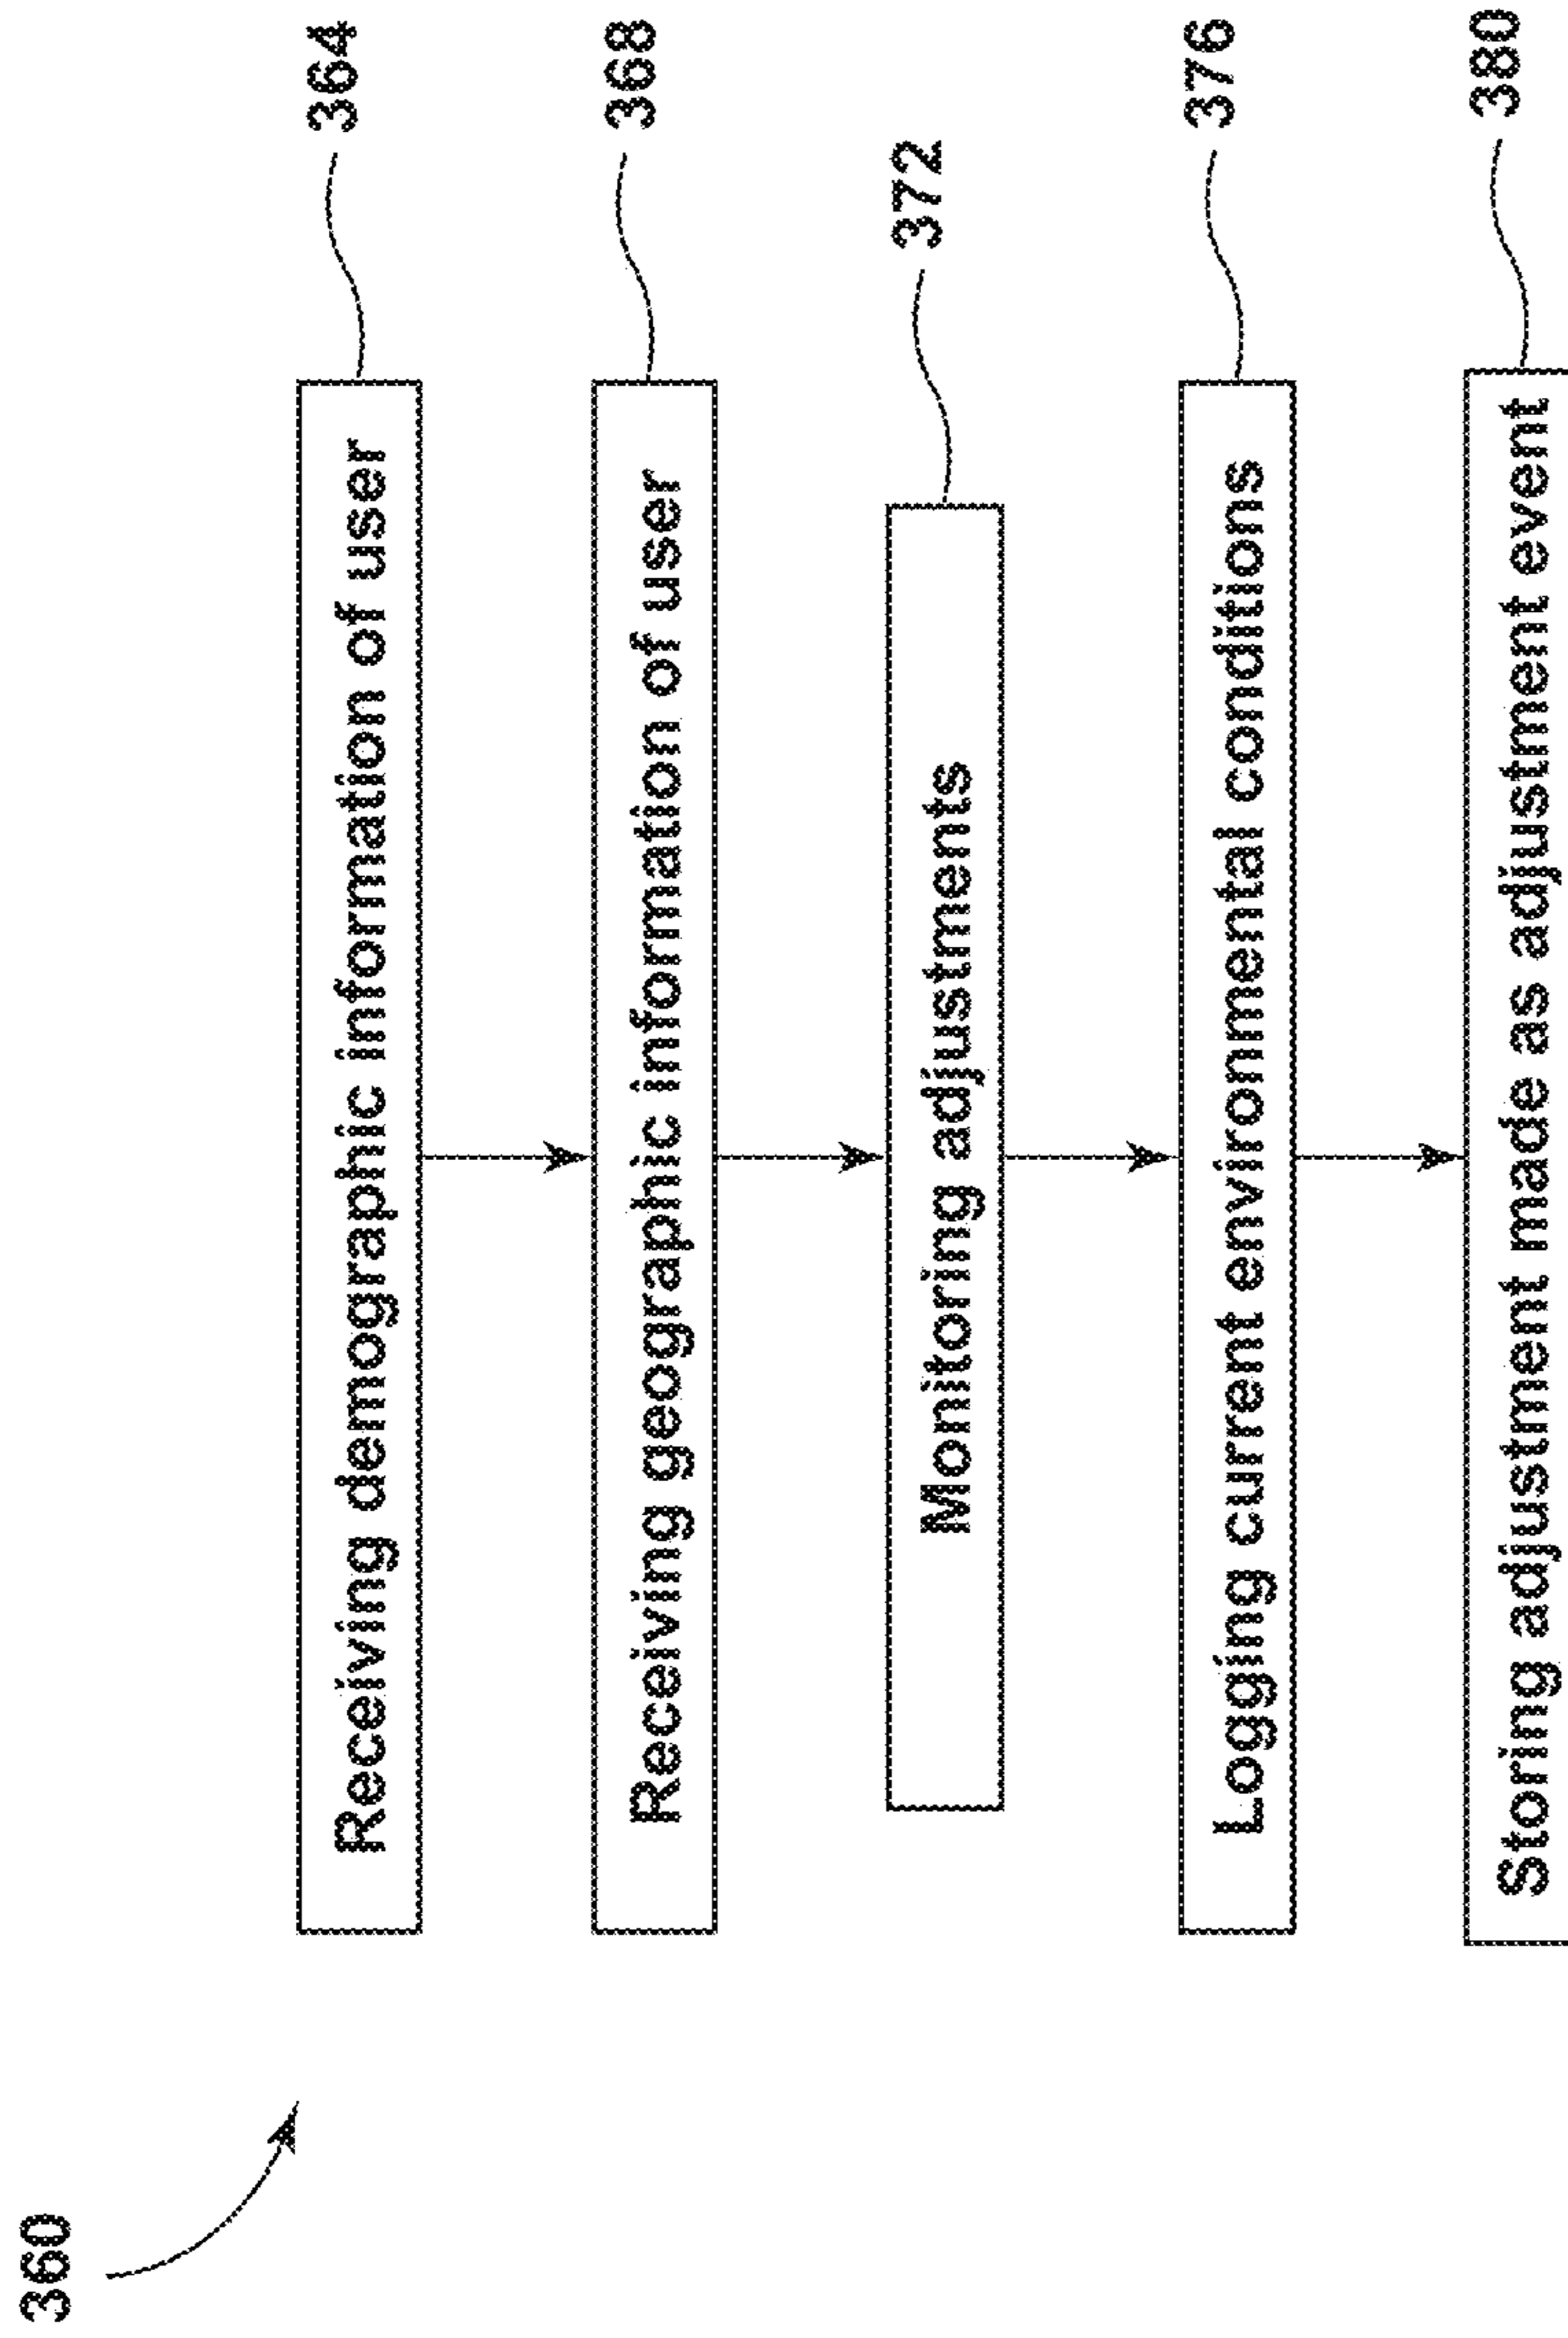 360
Receiving demographic information of user
364
Receiving geographic information of user
368
Monitoring adjustments
372
Logging current environmental conditions
376
Storing adjustment made as adjustment event
380